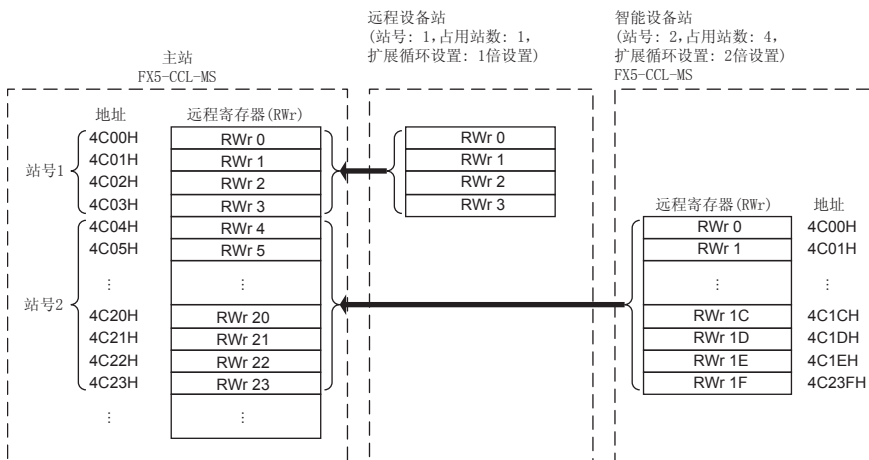 远程设备站
(站号: 1,占用站数: 1,
扩展循环设置: 1倍设置)
智能设备站
(站号: 2,占用站数: 4,
扩展循环设置: 2倍设置)
FX5-CCL-MS
主站
FX5-CCL-MS
地址 远程寄存器(RWr)
站号1
4C00H RWr 0
4C01H RWr 1
4C02H RWr 2
4C03H RWr 3
站号2
4C04H RWr 4
4C05H RWr 5
⋮ ⋮
4C20H RWr 20
4C21H RWr 21
4C22H RWr 22
4C23H RWr 23
⋮ ⋮
RWr 0
RWr 1
RWr 2
RWr 3
远程寄存器(RWr) 地址
RWr 0 4C00H
RWr 1 4C01H
⋮ ⋮
RWr 1C 4C1CH
RWr 1D 4C1DH
RWr 1E 4C1EH
RWr 1F 4C23FH